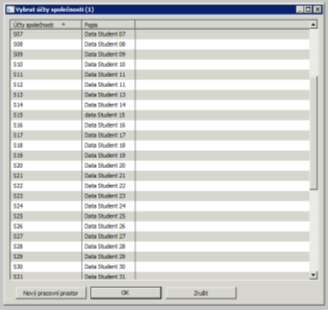 Vybrat účty společnosti (1)
Účty společnosti Popis
S07 Data Student 07
S08 Data Student 08
S09 Data Student 09
S10 Data Student 10
S11 Data Student 11
S12 Data Student 11
S13 Data Student 13
S14 Data Student 14
S15 data Student 15
S16 Data Student 16
S17 Data Student 17
S18 Data Student 18
S19 Data Student 19
S20 Data Student 20
S21 Data Student 21
S22 Data Student 22
S23 Data Student 23
S24 Data Student 24
S25 Data Student 25
S26 Data Student 26
S27 Data Student 27
S28 Data Student 28
S29 Data Student 29
S30 Data Student 30
S31 Data Student 31
Nový pracovní prostor OK Zrušit